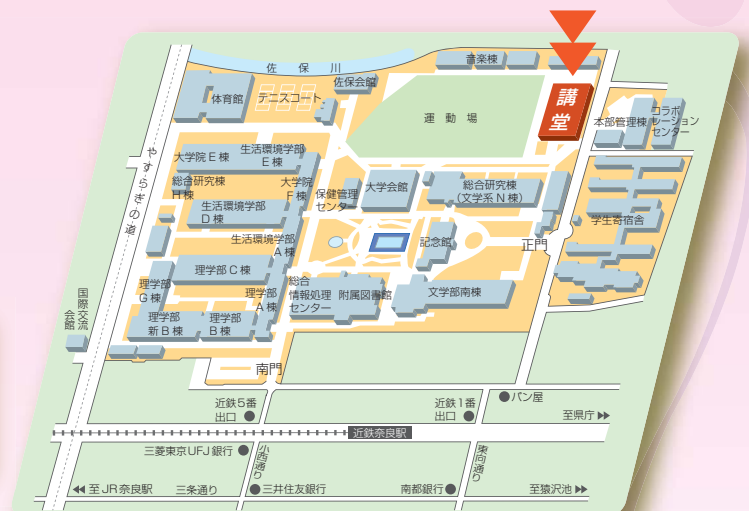 佐保川
音楽棟
佐保会館
体育館
テニスコート
運動場
講
堂
本部管理棟
コラボ
レーション
センター
大学院E棟
生活環境学部
E棟
総合研究棟
H棟
大学院
F棟
保健管理
センター
大学会館
総合研究棟
(文学系N棟)
学生寄宿舎
やすらぎの道
生活環境学部
D棟
生活環境学部
A棟
記念館
正門
理学部C棟
理学部
G棟
理学部
A棟
総合
情報処理
センター
附属図書館
文学部南棟
国際交流
会館
理学部
新B棟
理学部
B棟
南門
近鉄5番
出口
近鉄1番
出口
パン屋
至県庁
近鉄奈良駅
三菱東京UFJ銀行
小西通り
東向通り
至JR奈良駅
三条通り
三井住友銀行
南都銀行
至猿沢池